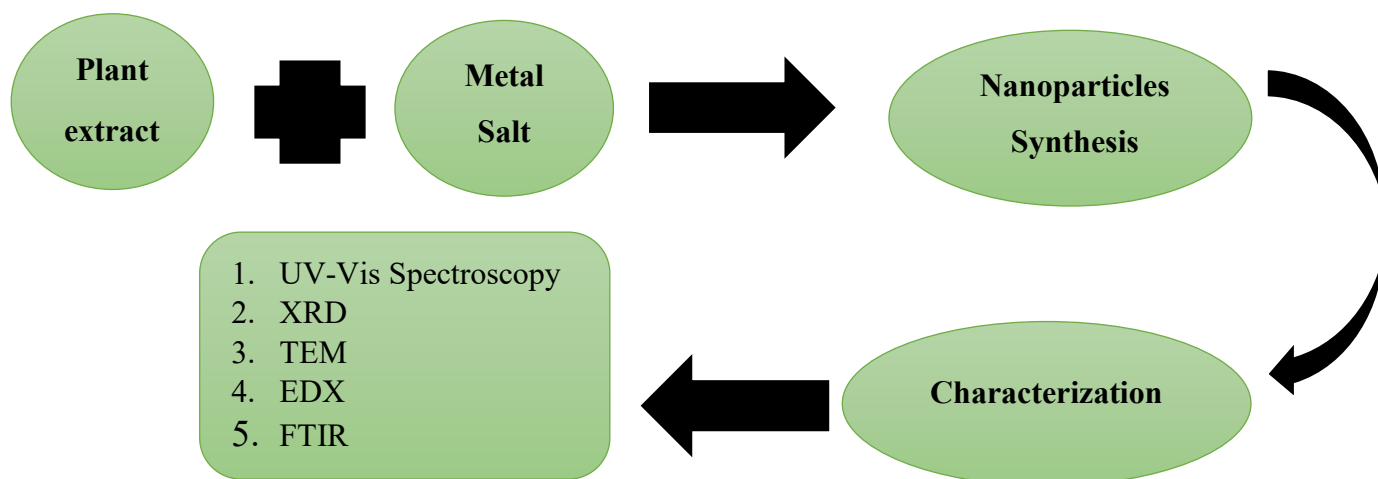 Plant
extract
Metal
Salt
Nanoparticles
Synthesis
Characterization
1. UV-Vis Spectroscopy
2. XRD
3. TEM
4. EDX
5. FTIR